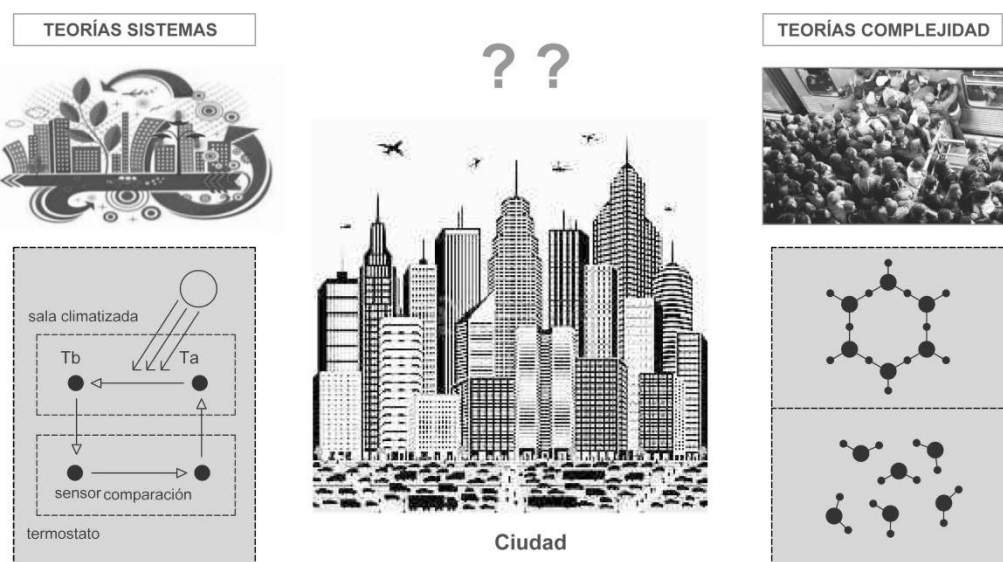 TEORÍAS SISTEMAS
? ?
TEORÍAS COMPLEJIDAD
sala climatizada
Tb
Ta
sensor
comparación
termostato
Ciudad